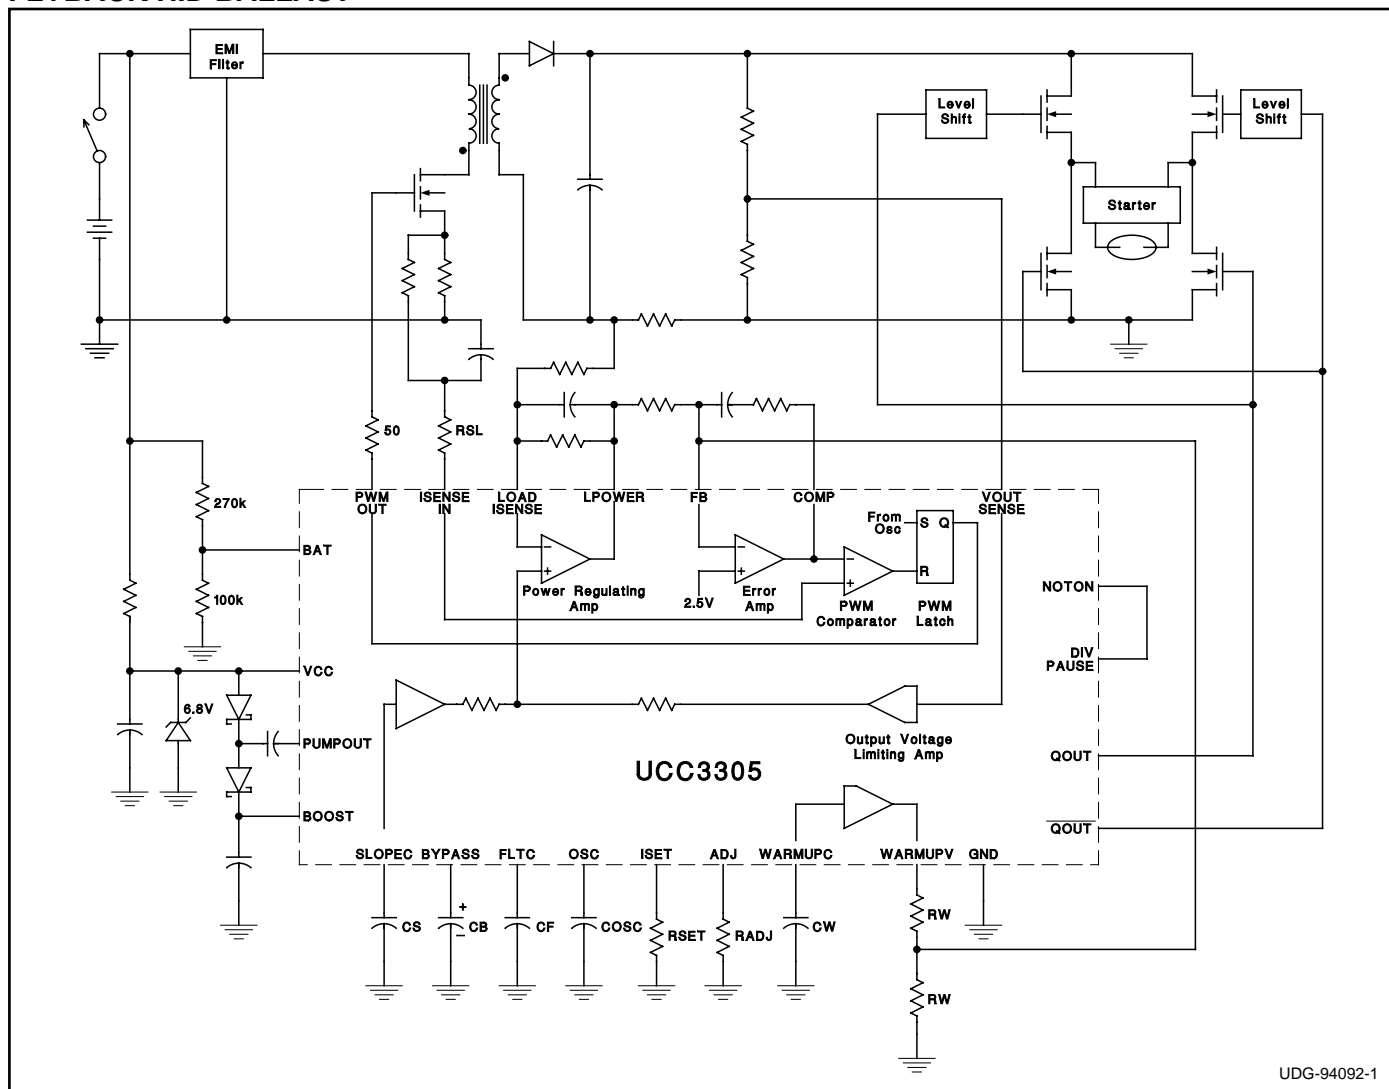 EMI
Filter
Level
Shift
Level
Shift
Starter
50
RSL
270k
100k
BAT
PWM
OUT
ISENSE
IN
LOAD
ISENSE
LPOWER
FB
COMP
VOUT
SENSE
From
Osc
S Q
R
−
+
Power Regulating
Amp
−
+
2.5V
Error
Amp
−
+
PWM
Comparator
PWM
Latch
NOTON
DIV
PAUSE
VCC
6.8V
PUMPOUT
BOOST
Output Voltage
Limiting Amp
UCC3305
QOUT
QOUT
SLOPEC
BYPASS
FLTC
OSC
ISET
ADJ
WARMUPC
WARMUPV
GND
CS
+
−
CB
CF
COSC
RSET
RADJ
CW
RW
RW
UDG-94092-1